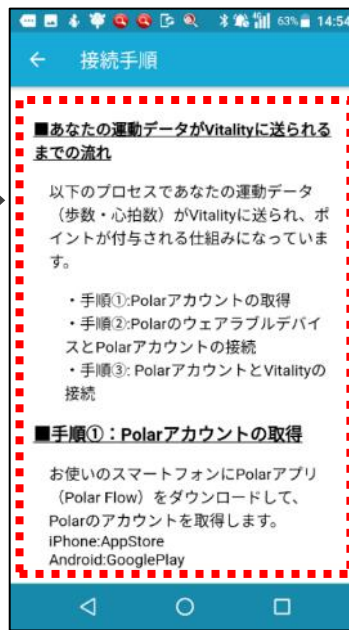 63% 14:54
← 接続手順
■あなたの運動データがVitalityに送られる
までの流れ
以下のプロセスであなたの運動データ
（歩数・心拍数）がVitalityに送られ、ポ
イントが付与される仕組みになっていま
す。
・手順①:Polarアカウントの取得
・手順②:Polarのウェアラブルデバイ
スとPolarアカウントの接続
・手順③: PolarアカウントとVitalityの
接続
■手順①：Polarアカウントの取得
お使いのスマートフォンにPolarアプリ
（Polar Flow）をダウンロードして、
Polarのアカウントを取得します。
iPhone:AppStore
Android:GooglePlay